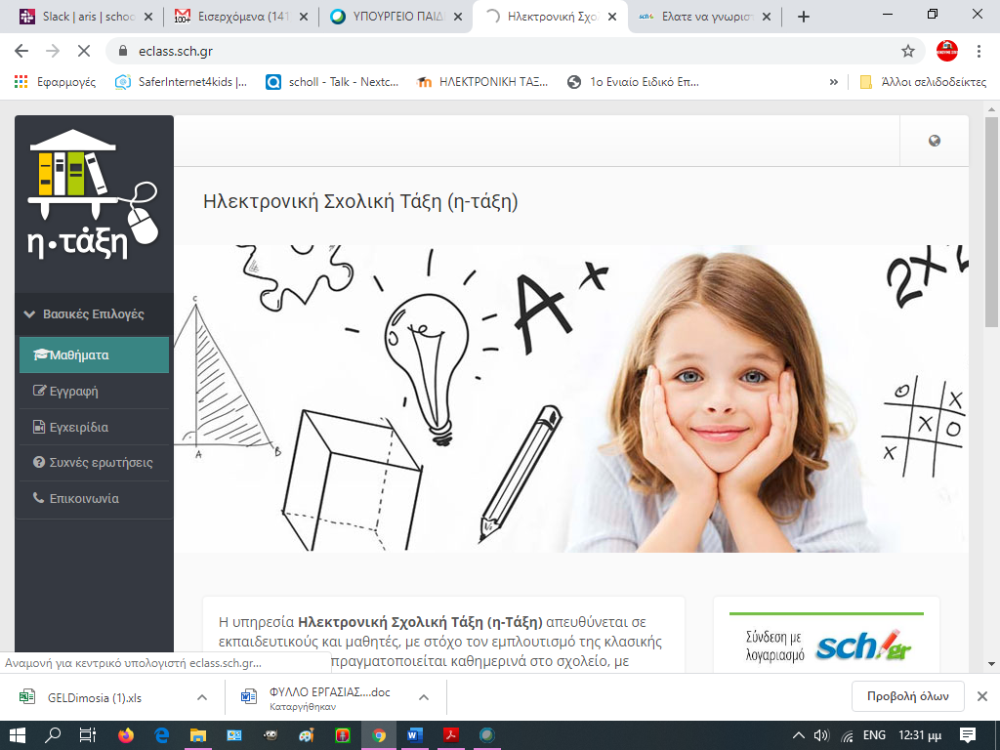 Slack | aris | schoo
Εισερχόμενα (141
ΥΠΟΥΡΓΕΙΟ ΠΑΙΔ
Ηλεκτρονική Σχο
Ελατε να γνωρισ
eclass.sch.gr
Εφαρμογές
SaferInternet4kids |...
scholl - Talk - Nextc...
ΗΛΕΚΤΡΟΝΙΚΗ ΤΑΞ...
1ο Ενιαίο Ειδικό Επ...
»
Άλλοι σελιδοδείκτες
η·τάξη
Ηλεκτρονική Σχολική Τάξη (η-τάξη)
Βασικές Επιλογές
Μαθήματα
Εγγραφή
Εγχειρίδια
Συχνές ερωτήσεις
Επικοινωνία
C
A
B
A+
2×2
O X
X O
X
Η υπηρεσία Ηλεκτρονική Σχολική Τάξη (η-Τάξη) απευθύνεται σε
εκπαιδευτικούς και μαθητές, με στόχο τον εμπλουτισμό της κλασικής
πραγματοποιείται καθημερινά στο σχολείο, με
Σύνδεση με
λογαριασμό
sch.gr
Αναμονή για κεντρικό υπολογιστή eclass.sch.gr...
GELDimosia (1).xls
ΦΥΛΛΟ ΕΡΓΑΣΙΑΣ....doc
Καταργήθηκαν
Προβολή όλων
ENG
12:31 μμ